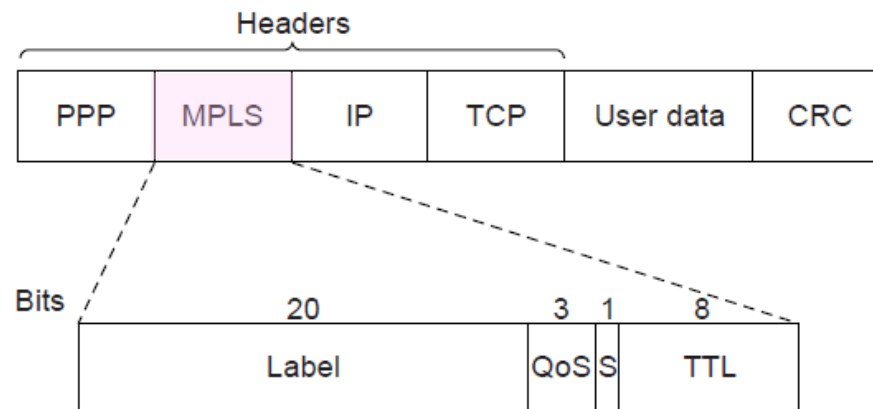 Headers
PPP MPLS IP TCP User data CRC
Bits 20 3 1 8
Label QoS S TTL